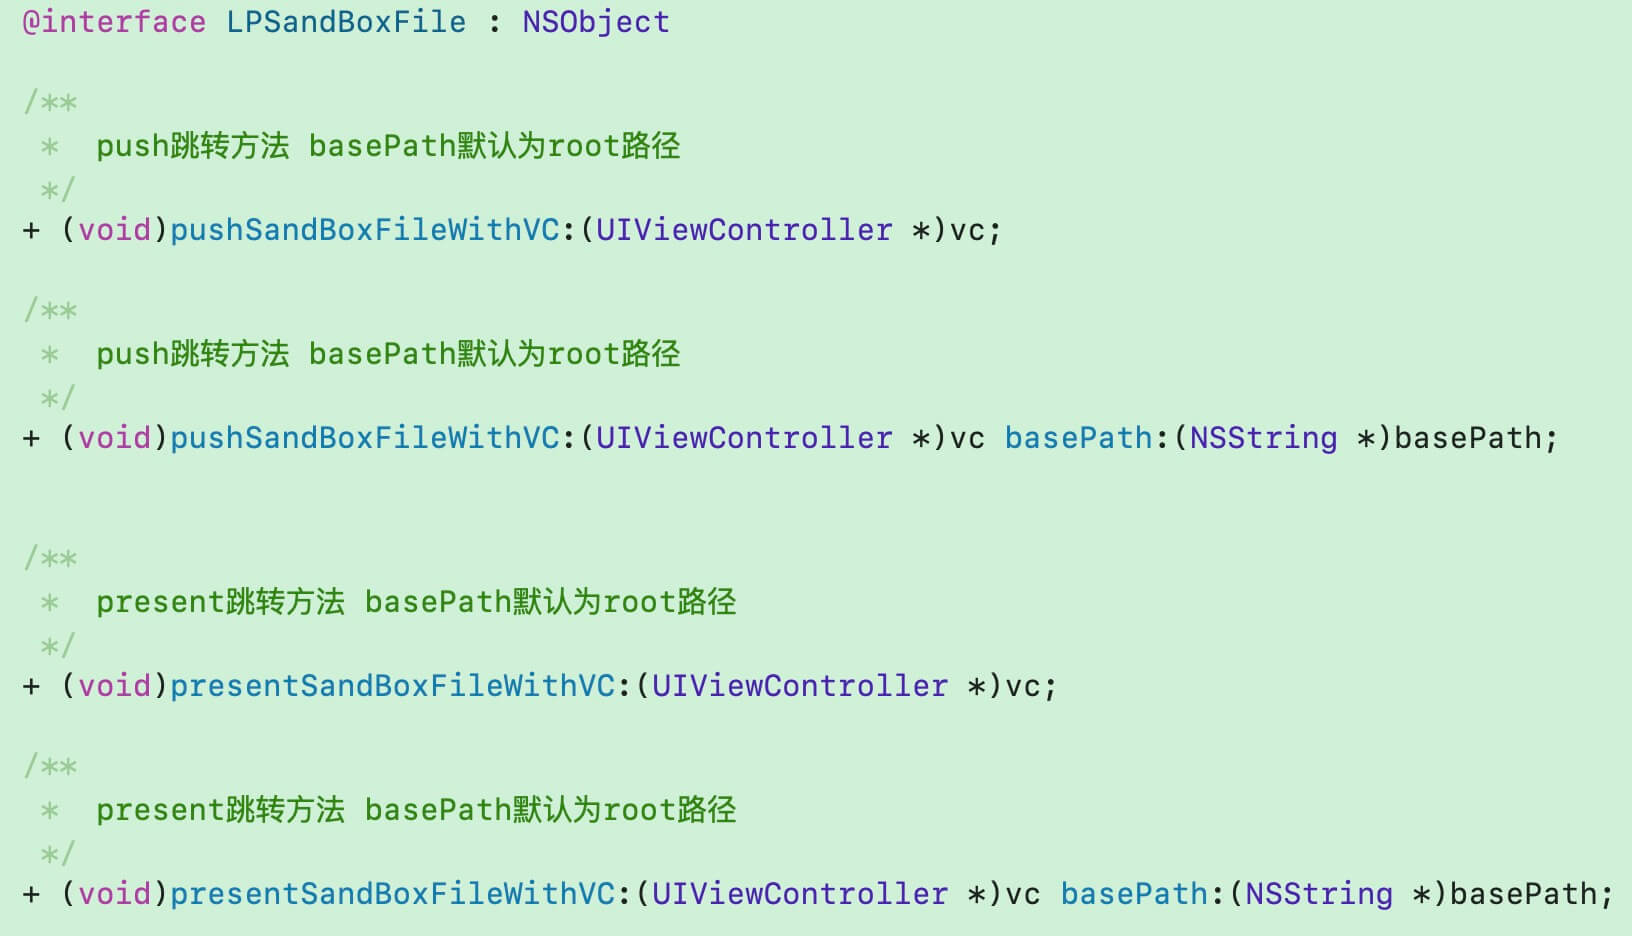 @interface LPSandBoxFile : NSObject
/**
 *  push跳转方法 basePath默认为root路径
 */
+ (void)pushSandBoxFileWithVC:(UIViewController *)vc;
/**
 *  push跳转方法 basePath默认为root路径
 */
+ (void)pushSandBoxFileWithVC:(UIViewController *)vc basePath:(NSString *)basePath;
/**
 *  present跳转方法 basePath默认为root路径
 */
+ (void)presentSandBoxFileWithVC:(UIViewController *)vc;
/**
 *  present跳转方法 basePath默认为root路径
 */
+ (void)presentSandBoxFileWithVC:(UIViewController *)vc basePath:(NSString *)basePath;